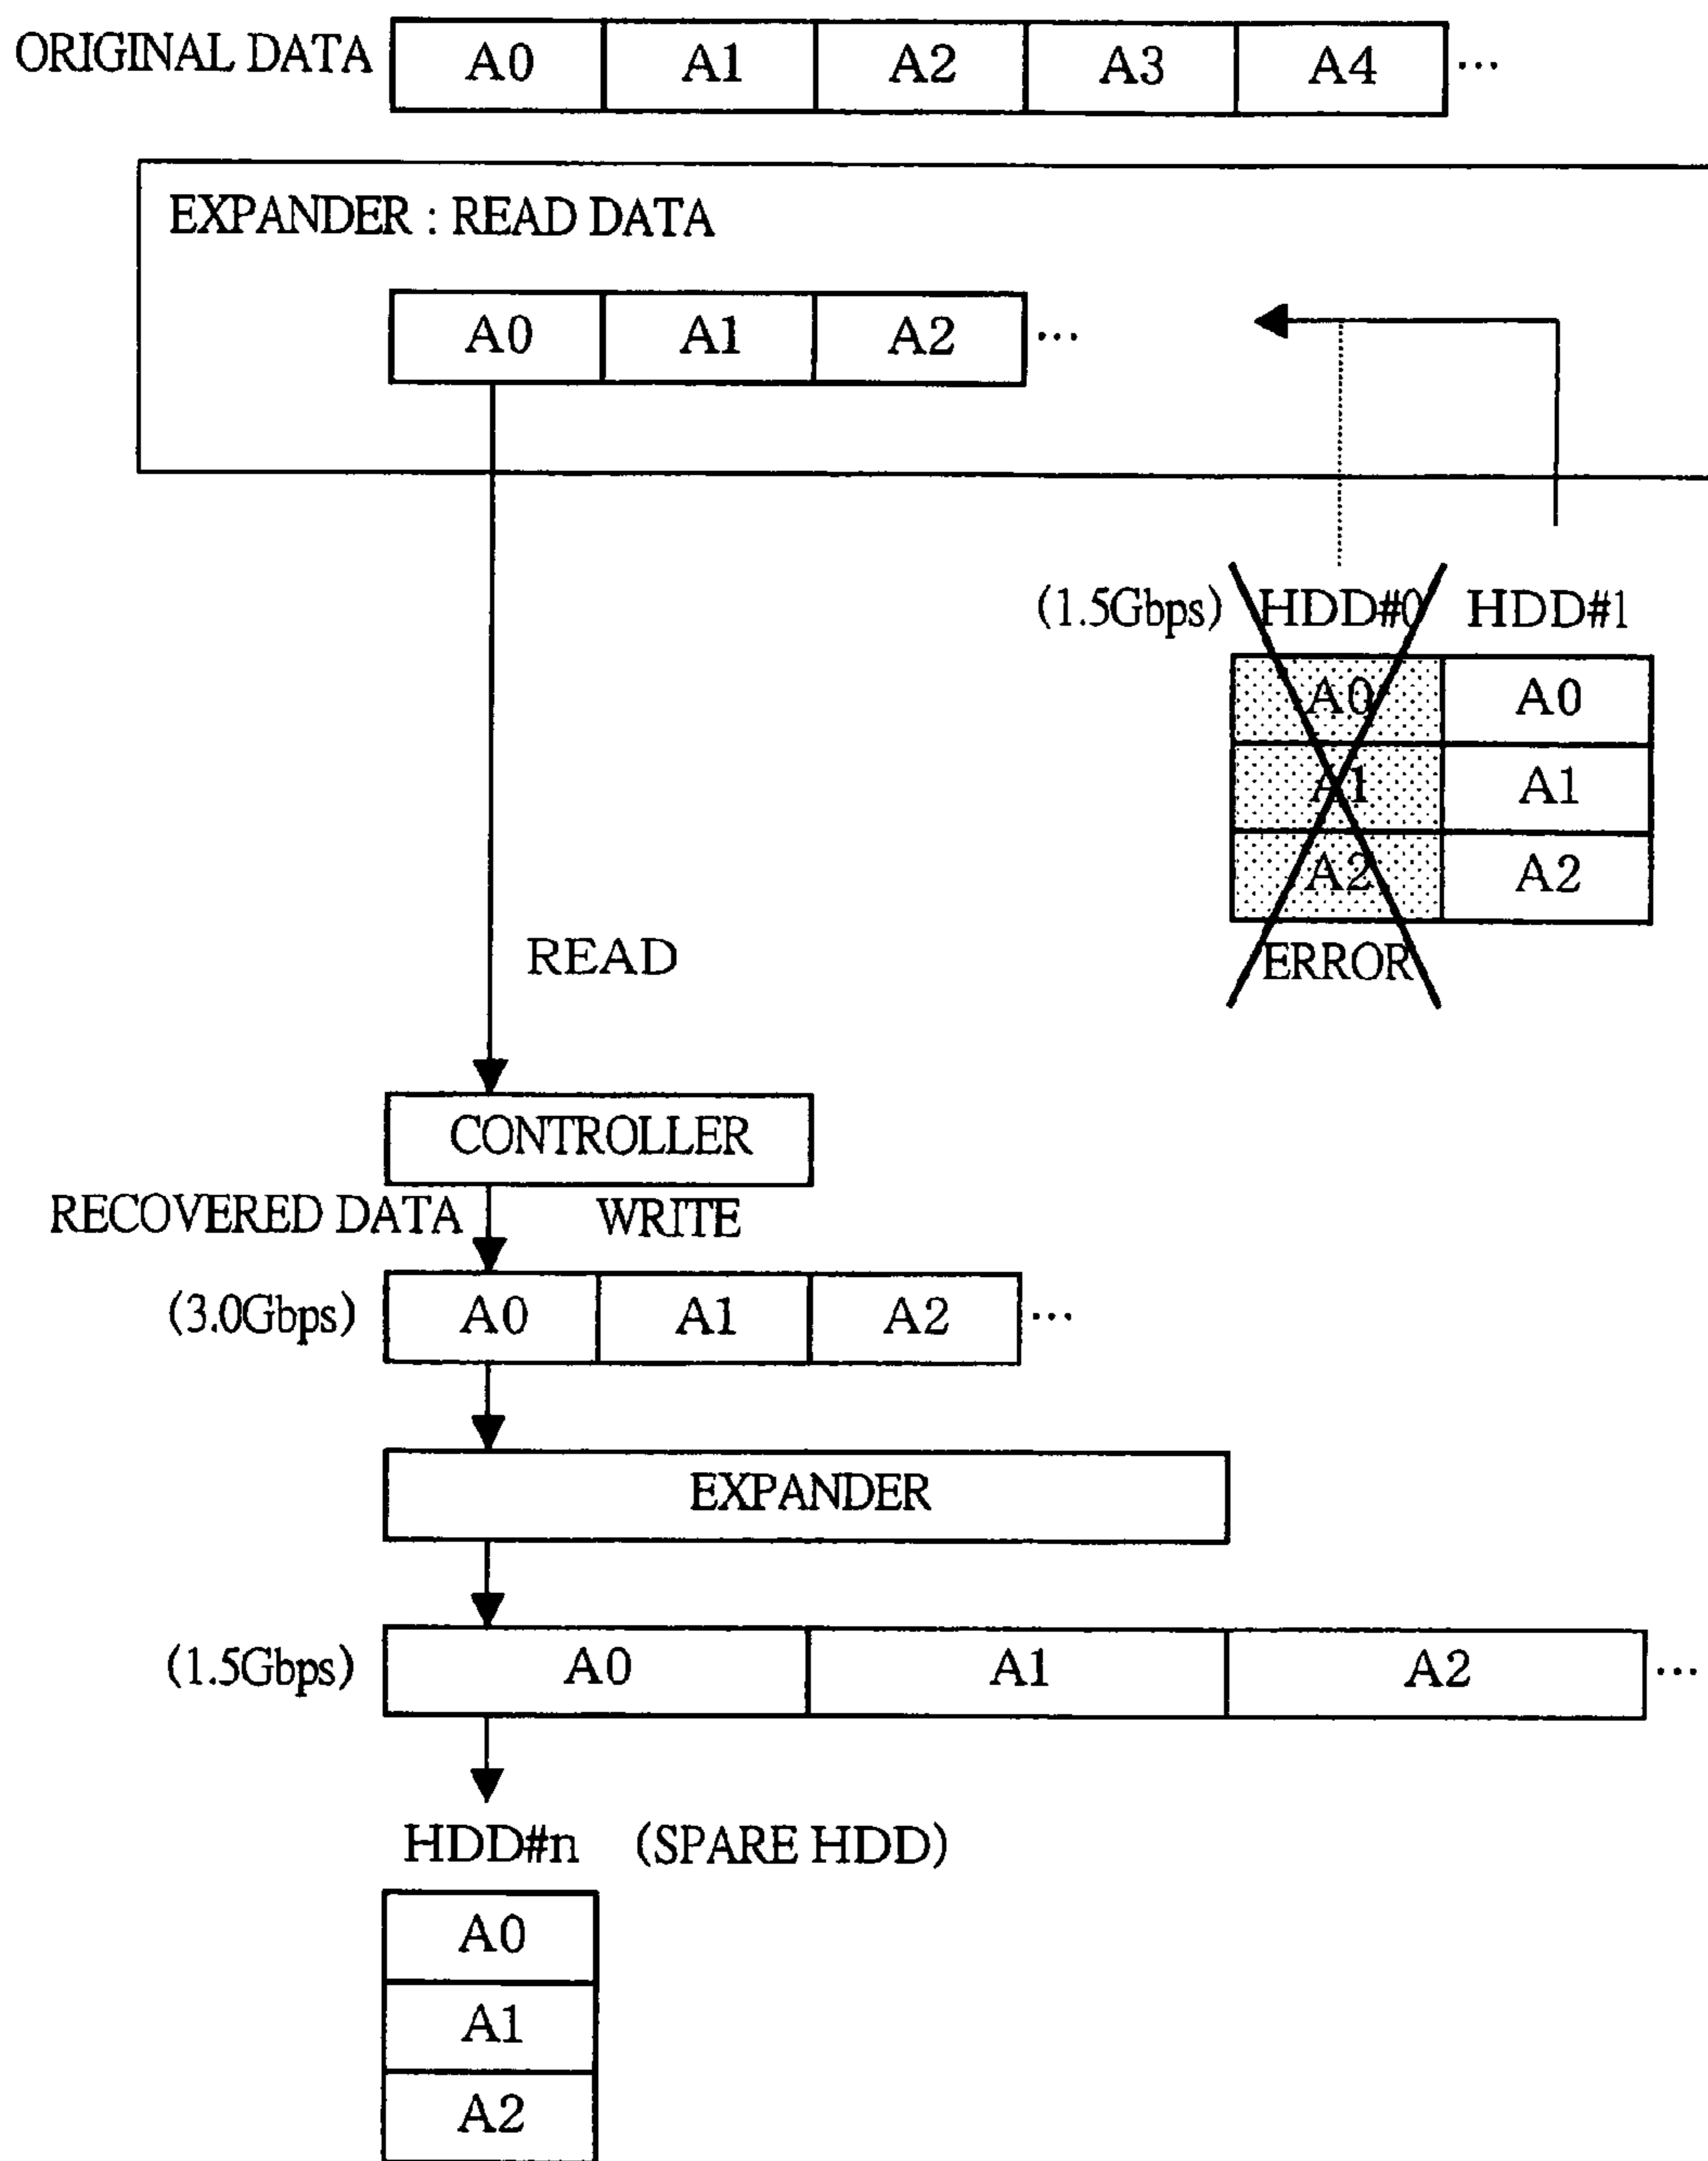 ORIGINAL DATA A0 A1 A2 A3 A4 ...
EXPANDER : READ DATA
A0 A1 A2 ...
(1.5Gbps) HDD#0 HDD#1
A0 A0
A1 A1
A2 A2
ERROR
READ
CONTROLLER
RECOVERED DATA WRITE
(3.0Gbps) A0 A1 A2 ...
EXPANDER
(1.5Gbps) A0 A1 A2 ...
HDD#n (SPARE HDD)
A0
A1
A2